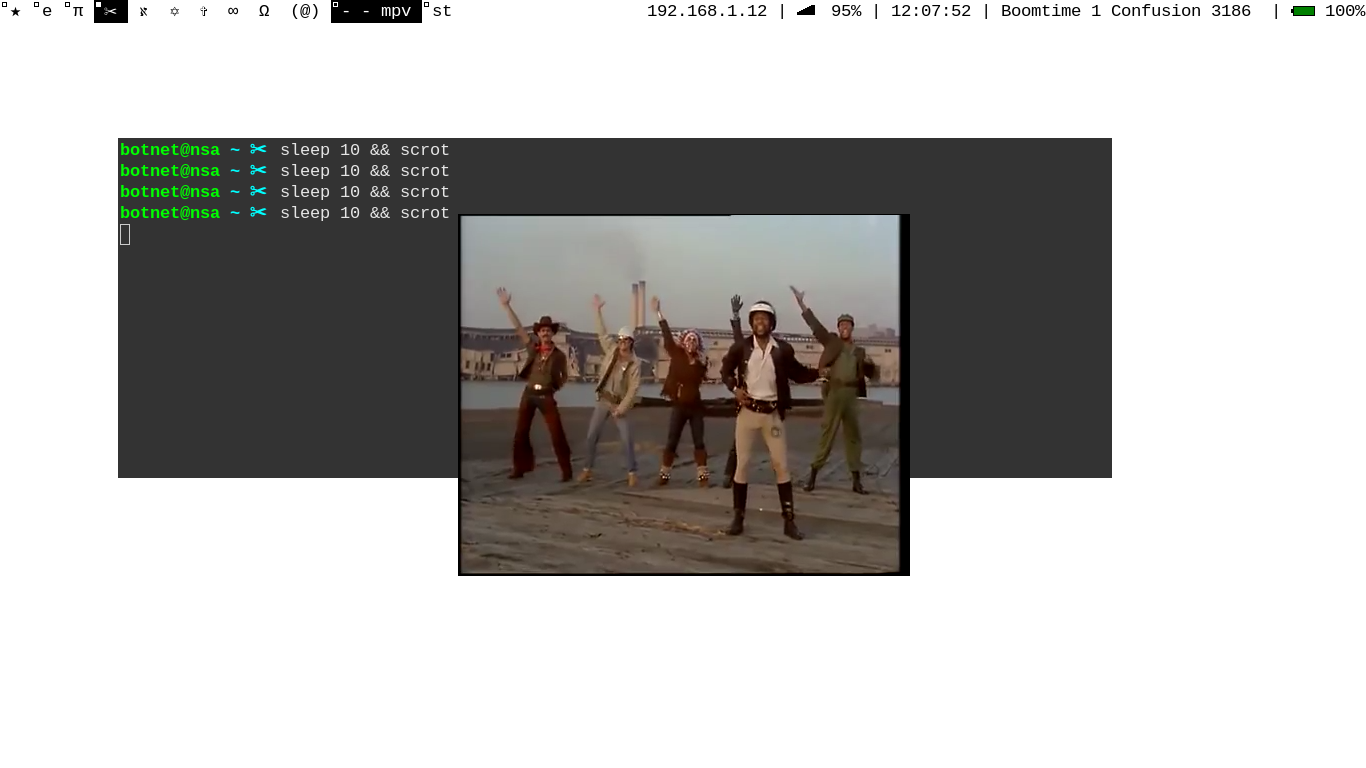 ★ e π ✂ ℵ ✡ ✞ ∞ Ω (@) - - mpv st 192.168.1.12 | 95% | 12:07:52 | Boomtime 1 Confusion 3186 | 100%
botnet@nsa ~ ✂ sleep 10 && scrot
botnet@nsa ~ ✂ sleep 10 && scrot
botnet@nsa ~ ✂ sleep 10 && scrot
botnet@nsa ~ ✂ sleep 10 && scrot